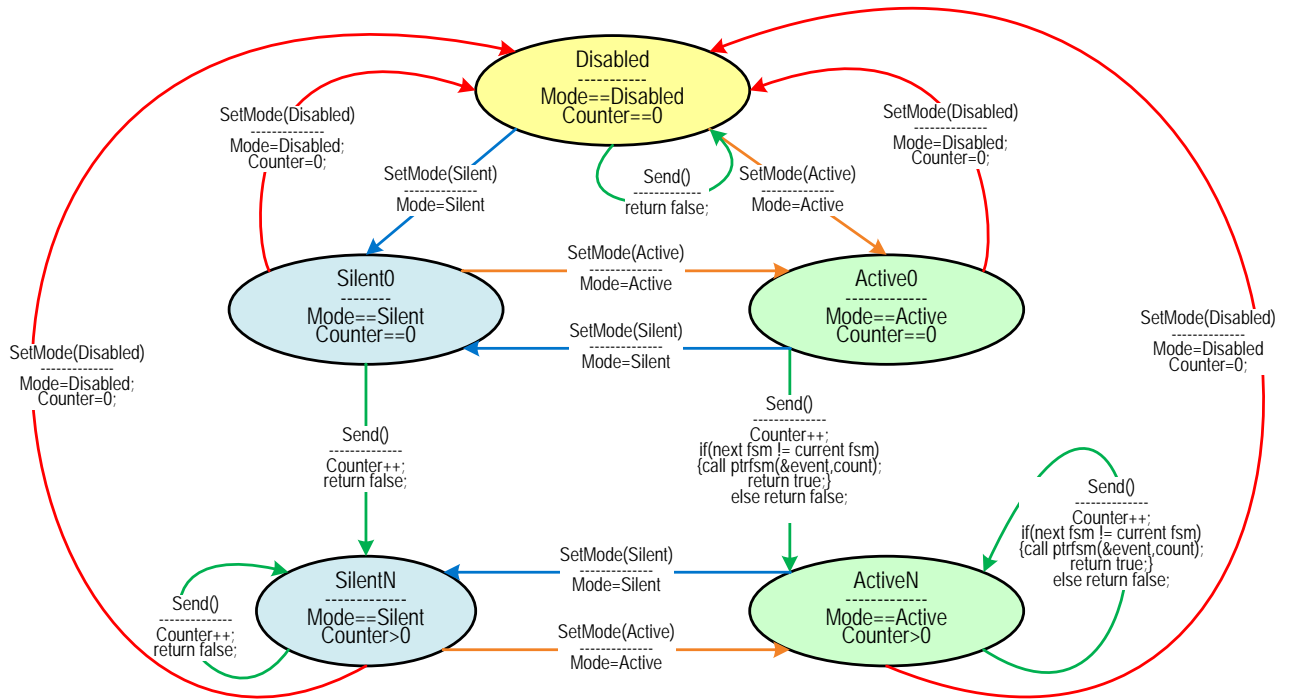 Disabled
-----------
Mode==Disabled
Counter==0
SetMode(Disabled)
---------------
Mode=Disabled;
Counter=0;
SetMode(Disabled)
---------------
Mode=Disabled;
Counter=0;
SetMode(Silent)
---------------
Mode=Silent
Send()
--------------
return false;
SetMode(Active)
--------------
Mode=Active
Silent0
--------
Mode==Silent
Counter==0
SetMode(Active)
---------------
Mode=Active
Active0
-------------
Mode==Active
Counter==0
SetMode(Silent)
---------------
Mode=Silent
SetMode(Disabled)
---------------
Mode=Disabled;
Counter=0;
SetMode(Disabled)
---------------
Mode=Disabled
Counter=0;
Send()
---------------
Counter++;
return false;
Send()
---------------
Counter++;
if(next fsm != current fsm)
{call ptrfsm(&event,count);
return true;}
else return false;
Send()
---------------
Counter++;
if(next fsm != current fsm)
{call ptrfsm(&event,count);
return true;}
else return false;
SilentN
-------------
Mode==Silent
Counter>0
SetMode(Silent)
---------------
Mode=Silent
ActiveN
-------------
Mode==Active
Counter>0
Send()
---------------
Counter++;
return false;
SetMode(Active)
---------------
Mode=Active